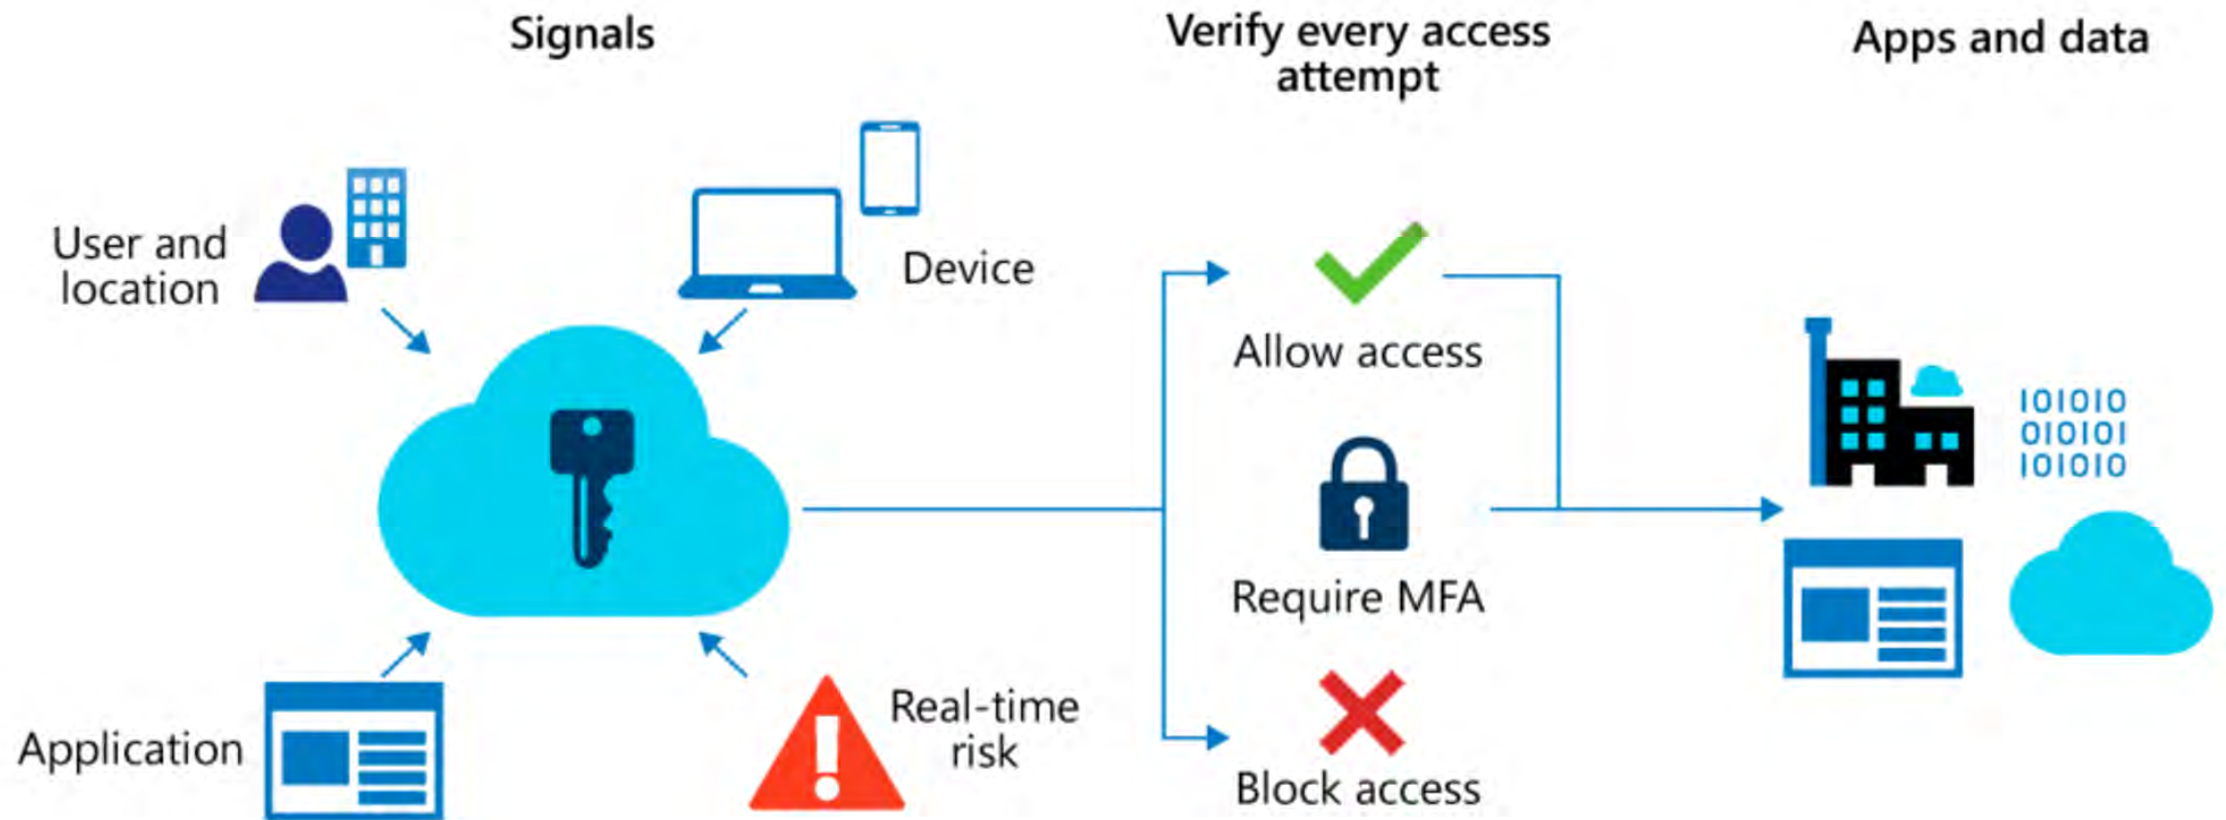 Signals
Verify every access
attempt
Apps and data
User and
location
Device
Application
Real-time
risk
Allow access
Require MFA
Block access
101010
010101
101010